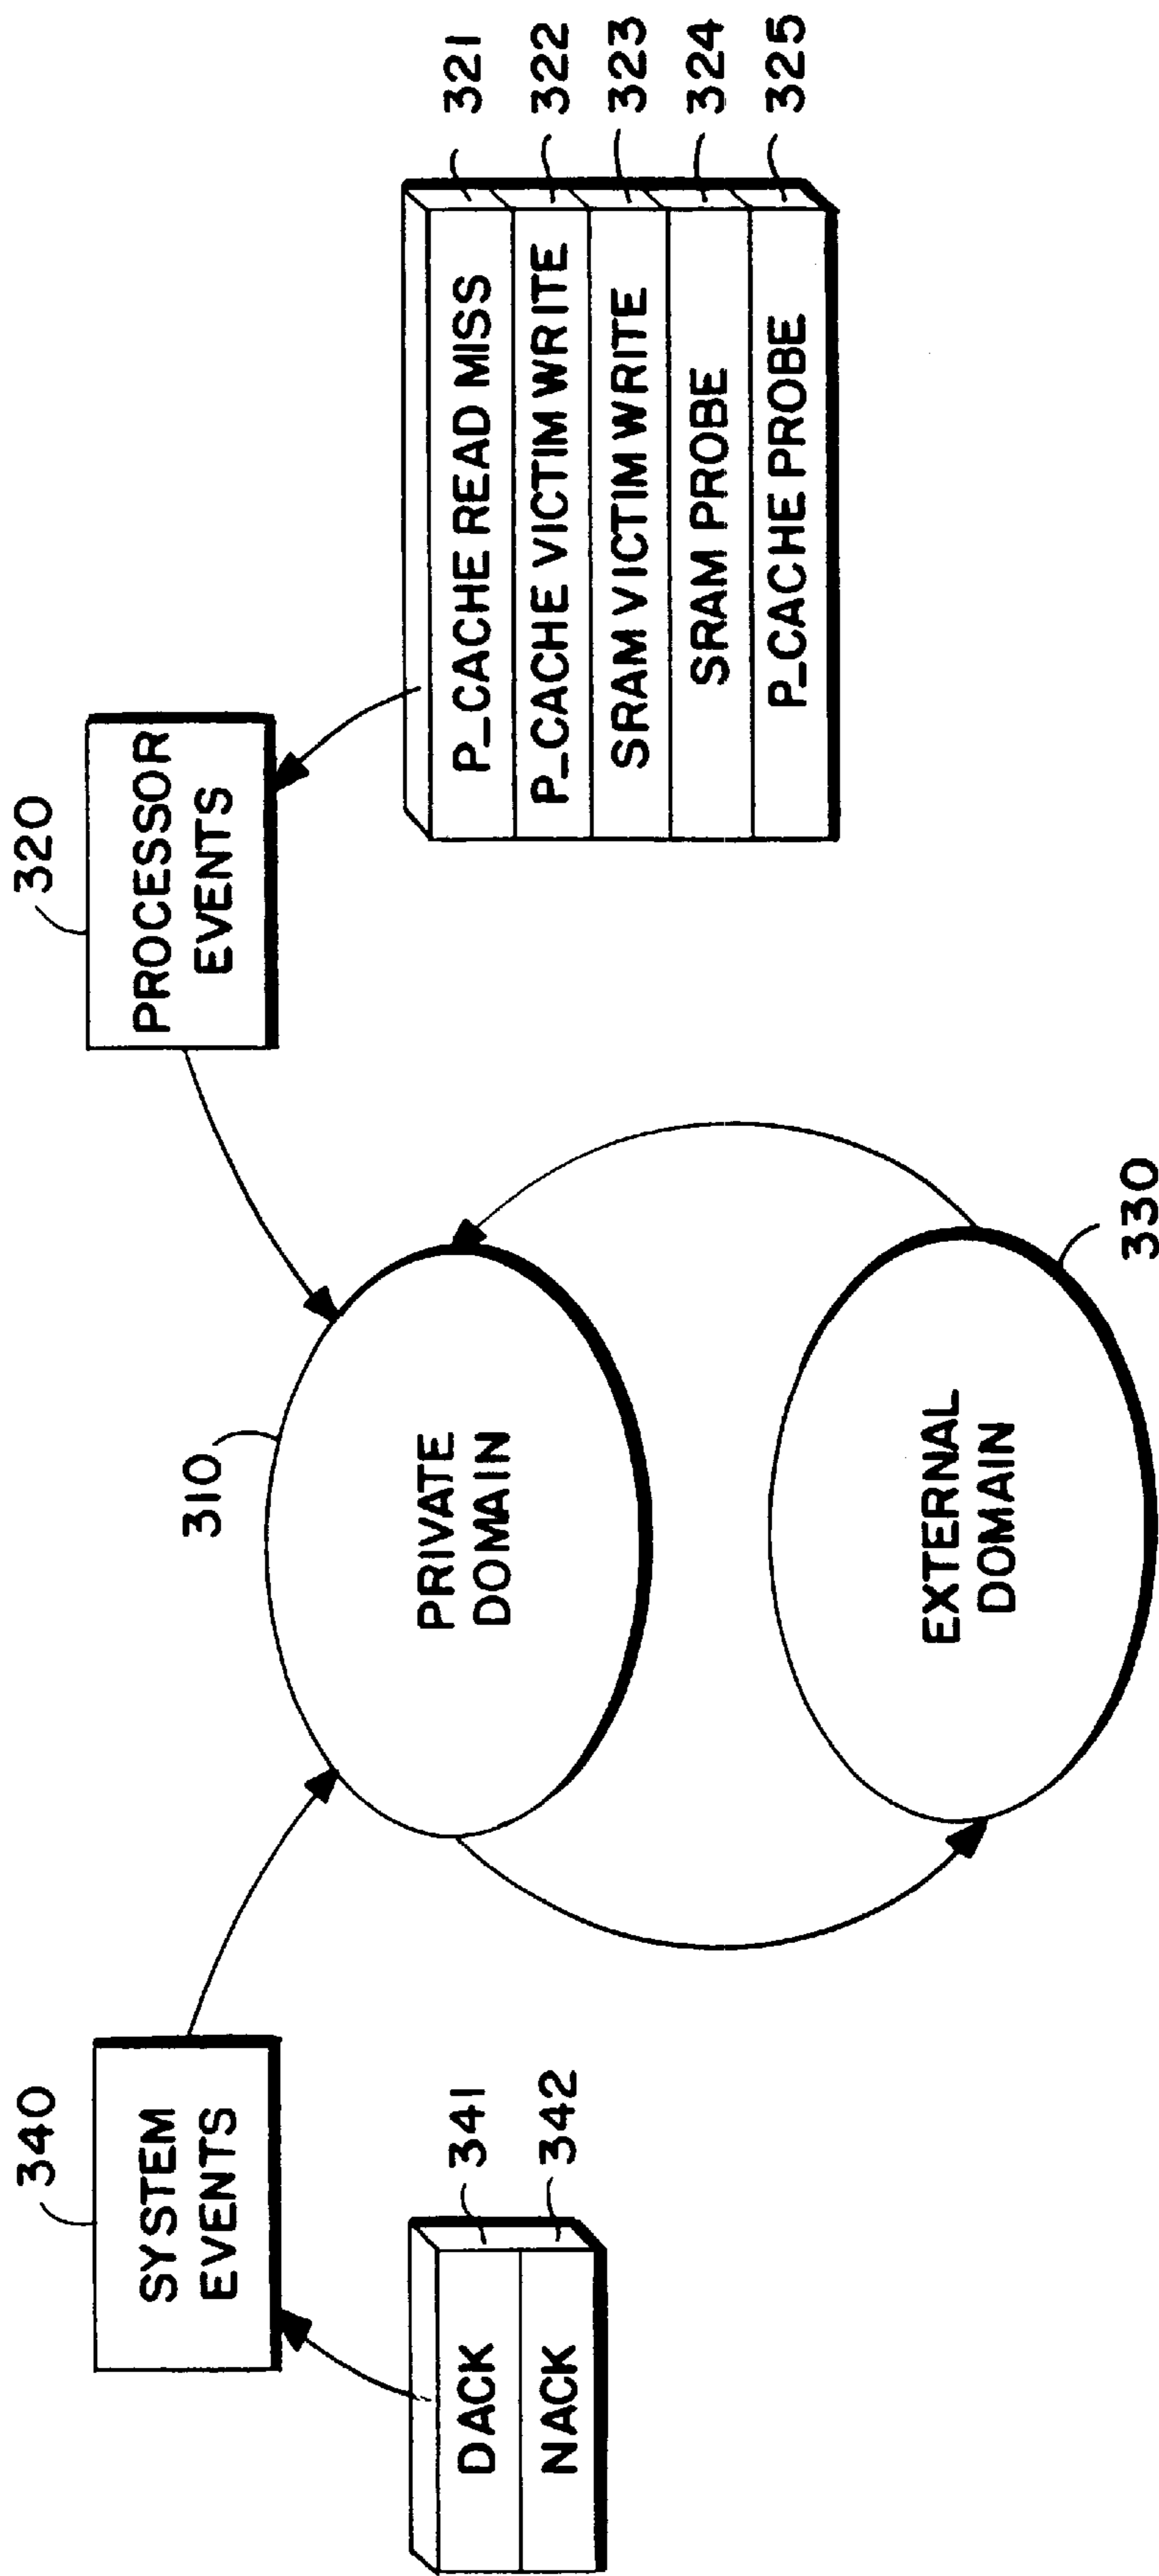 340
SYSTEM
EVENTS
DACK
341
NACK
342
310
PRIVATE
DOMAIN
EXTERNAL
DOMAIN
330
320
PROCESSOR
EVENTS
P_CACHE READ MISS
321
P_CACHE VICTIM WRITE
322
SRAM VICTIM WRITE
323
SRAM PROBE
324
P_CACHE PROBE
325